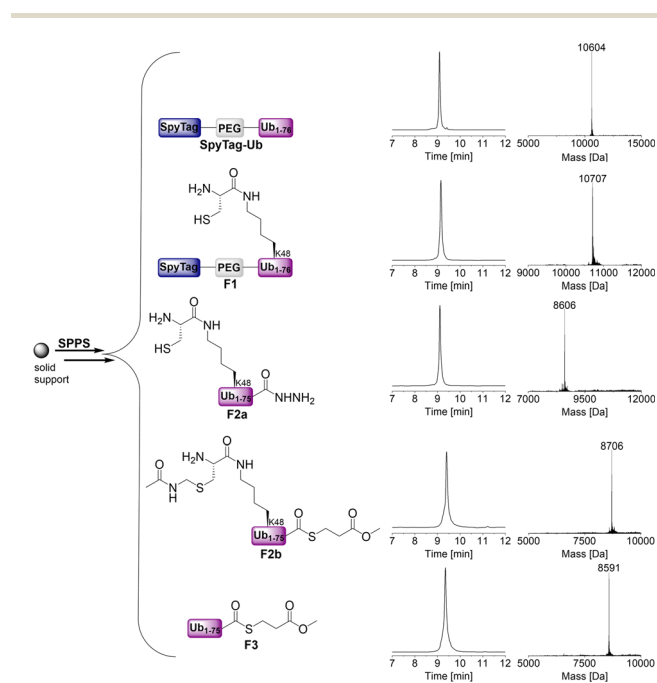 10604
SpyTag PEG Ub1-76
SpyTag-Ub
7 8 9 10 11 12
Time [min]
5000 10000 15000
Mass [Da]
O
H2N NH
HS
K48
SpyTag PEG Ub1-76
F1
10707
7 8 9 10 11 12
Time [min]
9000 10000 11000 12000
Mass [Da]
SPPS
solid
support
O
H2N NH
HS
K48
O
Ub1-75 NHNH2
F2a
8606
7 8 9 10 11 12
Time [min]
7000 9500 12000
Mass [Da]
O
H2N NH
O
N S
H
K48
O O
Ub1-75 S O
F2b
8706
7 8 9 10 11 12
Time [min]
5000 7500 10000
Mass [Da]
O O
Ub1-75 S O
F3
8591
7 8 9 10 11 12
Time [min]
5000 6000 7000 8000 9000 10000
Mass [Da]